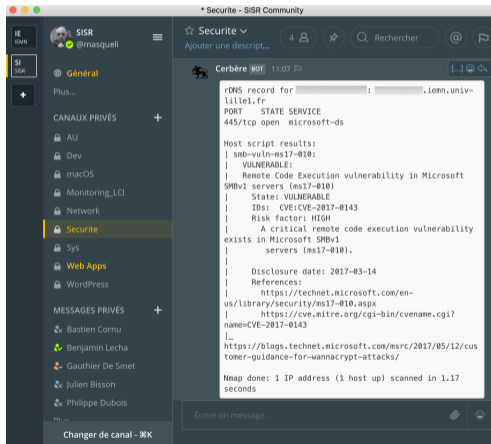 * Securite - SISR Community
IE
IEMN
SI
SISR
+
SISR
@masqueli
Général
Plus...
CANAUX PRIVÉS +
AU
Dev
macOS
Monitoring_LCI
Network
Securite
Sys
Web Apps
WordPress
MESSAGES PRIVÉS +
Bastien Cornu
Benjamin Lecha
Gauthier De Smet
Julien Bisson
Philippe Dubois
Plus
Changer de canal - ⌘K
☆ Securite
Ajouter une descript...
4
Rechercher
@
Cerbère BOT 11:07
[...]
rDNS record for : .iemn.univ-
lille1.fr
PORT STATE SERVICE
445/tcp open microsoft-ds
Host script results:
| smb-vuln-ms17-010:
| VULNERABLE:
| Remote Code Execution vulnerability in Microsoft
SMBv1 servers (ms17-010)
| State: VULNERABLE
| IDs: CVE:CVE-2017-0143
| Risk factor: HIGH
| A critical remote code execution vulnerability
exists in Microsoft SMBv1
| servers (ms17-010).
|
| Disclosure date: 2017-03-14
| References:
| https://technet.microsoft.com/en-
us/library/security/ms17-010.aspx
| https://cve.mitre.org/cgi-bin/cvename.cgi?
name=CVE-2017-0143
|_
https://blogs.technet.microsoft.com/msrc/2017/05/12/cus
tomer-guidance-for-wannacrypt-attacks/
Nmap done: 1 IP address (1 host up) scanned in 1.17
seconds
Écrire un message...